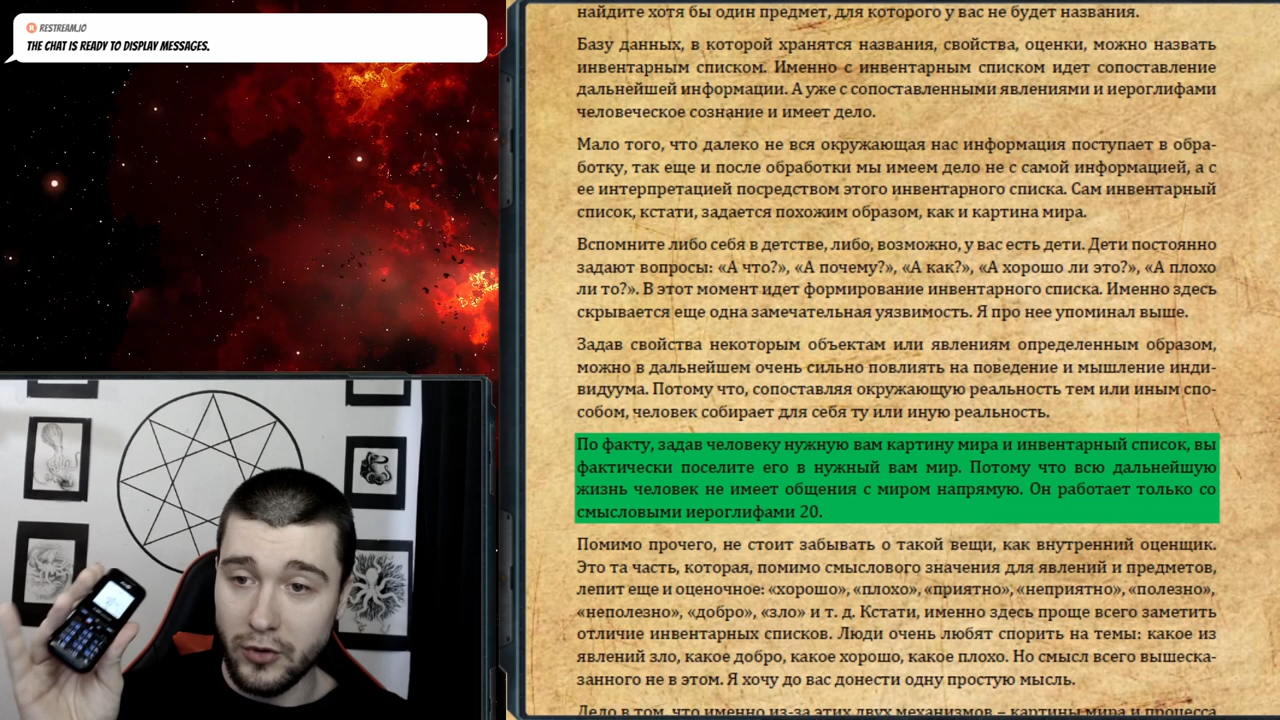 RESTREAM.IO
THE CHAT IS READY TO DISPLAY MESSAGES.
найдите хотя бы один предмет, для которого у вас не будет названия.
Базу данных, в которой хранятся названия, свойства, оценки, можно назвать
инвентарным списком. Именно с инвентарным списком идет сопоставление
дальнейшей информации. А уже с сопоставленными явлениями и иероглифами
человеческое сознание и имеет дело.
Мало того, что далеко не вся окружающая нас информация поступает в обра-
ботку, так еще и после обработки мы имеем дело не с самой информацией, а с
ее интерпретацией посредством этого инвентарного списка. Сам инвентарный
список, кстати, задается похожим образом, как и картина мира.
Вспомните либо себя в детстве, либо, возможно, у вас есть дети. Дети постоянно
задают вопросы: «А что?», «А почему?», «А как?», «А хорошо ли это?», «А плохо
ли то?». В этот момент идет формирование инвентарного списка. Именно здесь
скрывается еще одна замечательная уязвимость. Я про нее упоминал выше.
Задав свойства некоторым объектам или явлениям определенным образом,
можно в дальнейшем очень сильно повлиять на поведение и мышление инди-
видуума. Потому что, сопоставляя окружающую реальность тем или иным спо-
собом, человек собирает для себя ту или иную реальность.
По факту, задав человеку нужную вам картину мира и инвентарный список, вы
фактически поселите его в нужный вам мир. Потому что всю дальнейшую
жизнь человек не имеет общения с миром напрямую. Он работает только со
смысловыми иероглифами 20.
Помимо прочего, не стоит забывать о такой вещи, как внутренний оценщик.
Это та часть, которая, помимо смыслового значения для явлений и предметов,
лепит еще и оценочное: «хорошо», «плохо», «приятно», «неприятно», «полезно»,
«неполезно», «добро», «зло» и т. д. Кстати, именно здесь проще всего заметить
отличие инвентарных списков. Люди очень любят спорить на темы: какое из
явлений зло, какое добро, какое хорошо, какое плохо. Но смысл всего вышеска-
занного не в этом. Я хочу до вас донести одну простую мысль.
Дело в том, что именно из-за этих двух механизмов – картины мира и процесса